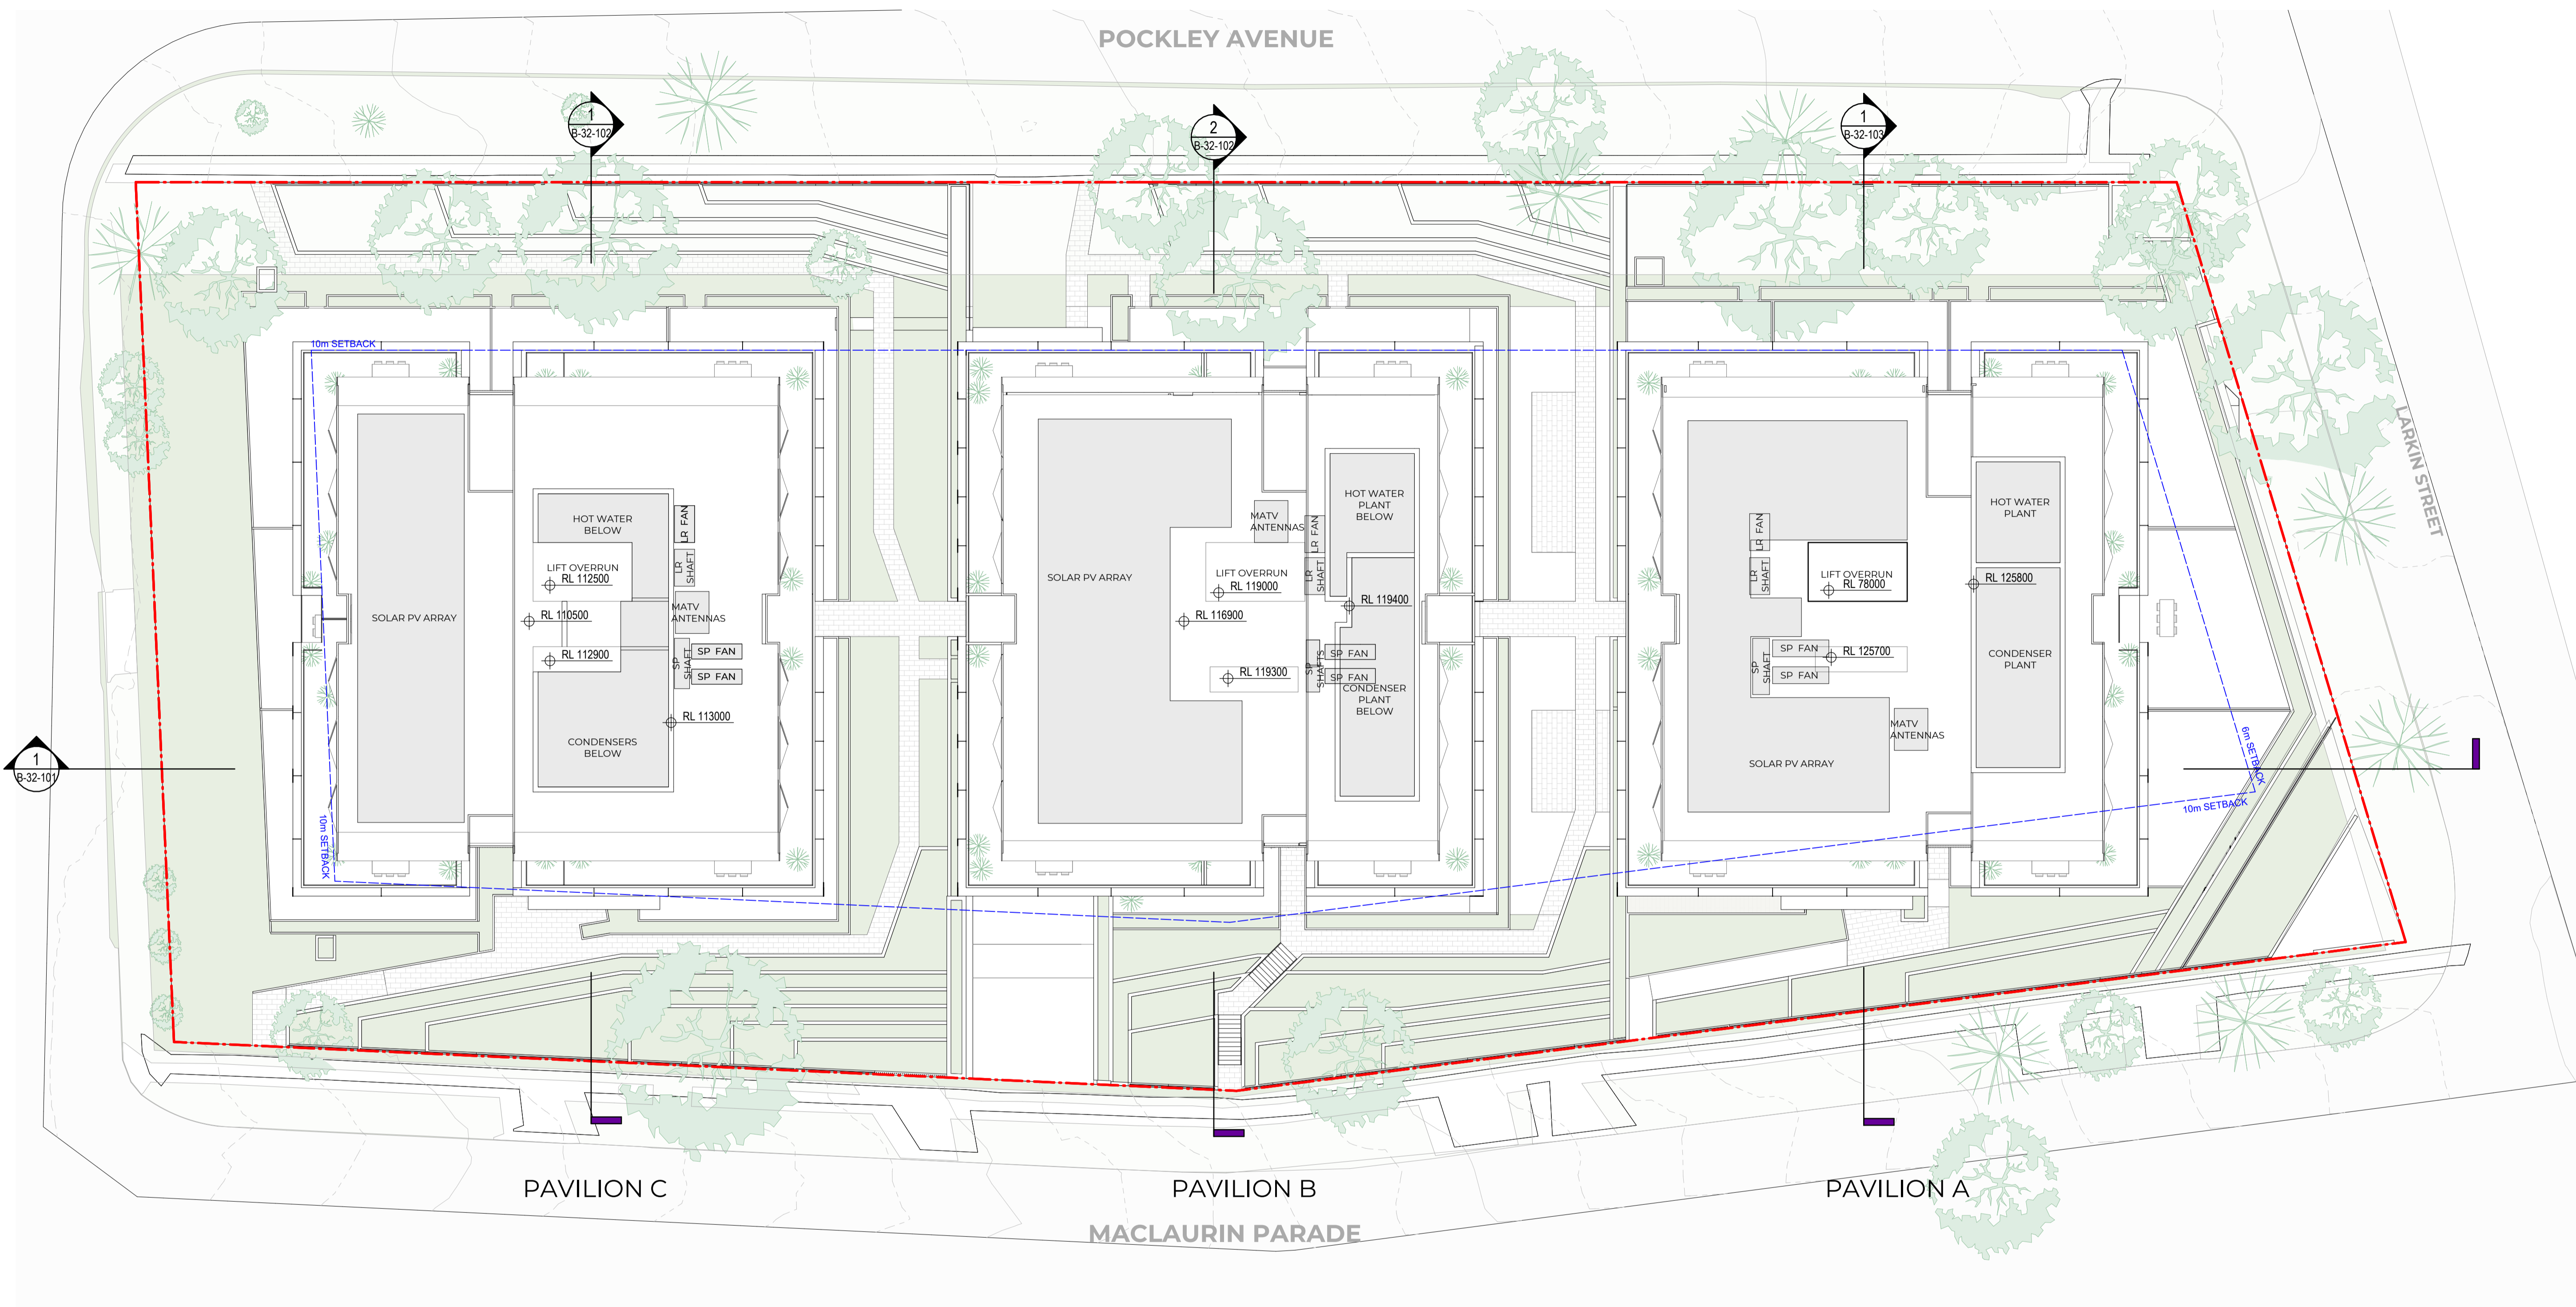 POCKLEY AVENUE
1
B-32-102
2
B-32-102
1
B-32-103
10m SETBACK
LARKIN STREET
HOT WATER
BELOW
LR FAN
LR
SHAFT
LIFT OVERRUN
RL 112500
SOLAR PV ARRAY
RL 110500
MATV
ANTENNAS
RL 112900
SP
SHAFT
SP FAN
SP FAN
RL 113000
CONDENSERS
BELOW
SOLAR PV ARRAY
MATV
ANTENNAS
LR FAN
HOT WATER
PLANT
BELOW
LIFT OVERRUN
RL 119000
LR
SHAFT
RL 116900
RL 119400
RL 119300
SP
SHAFTS
SP FAN
SP FAN
CONDENSER
PLANT
BELOW
LR FAN
LR
SHAFT
LIFT OVERRUN
RL 78000
HOT WATER
PLANT
RL 125800
SP
SHAFT
SP FAN
SP FAN
RL 125700
CONDENSER
PLANT
MATV
ANTENNAS
SOLAR PV ARRAY
1
B-32-101
10m SETBACK
6m SETBACK
10m SETBACK
PAVILION C
PAVILION B
PAVILION A
MACLAURIN PARADE